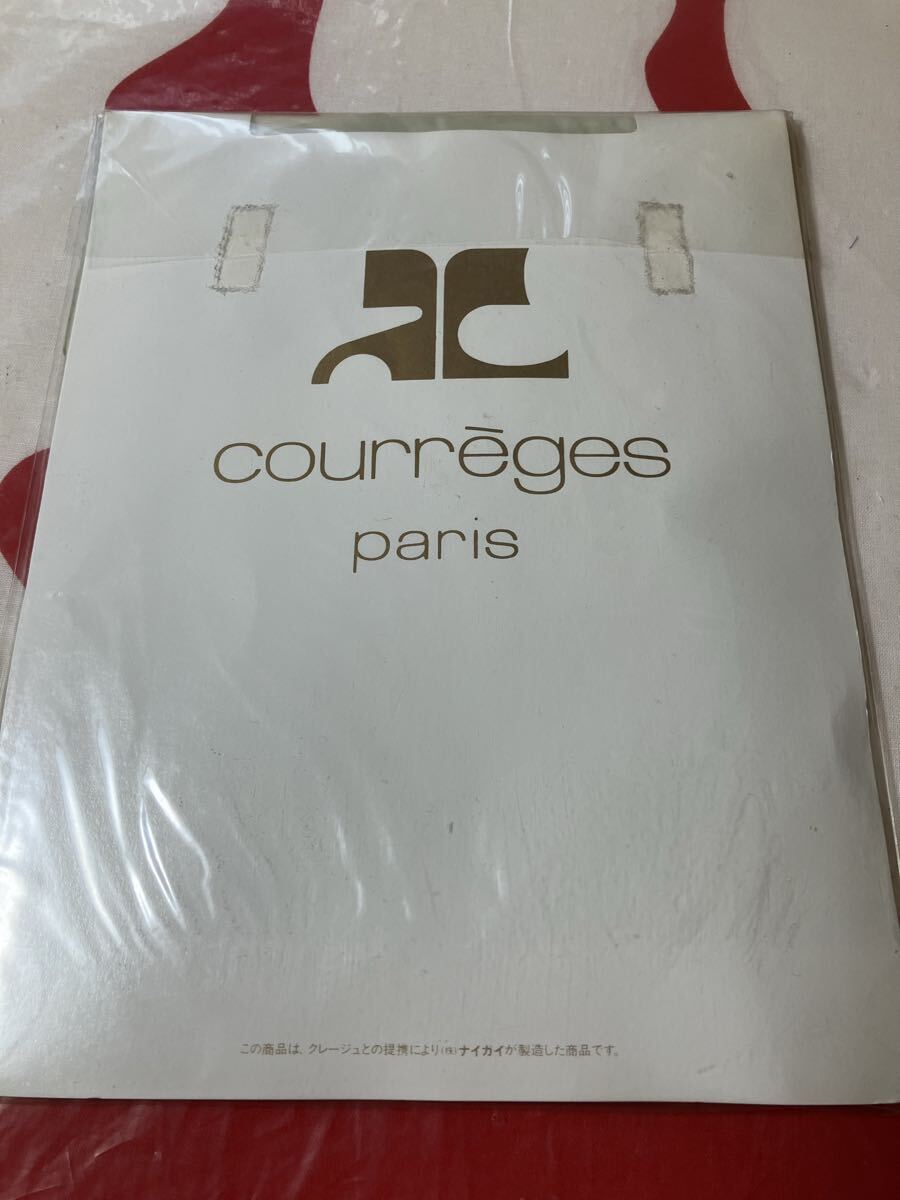 courrèges
paris
この商品は、クレージュとの提携により(株)ナイガイが製造した商品です。